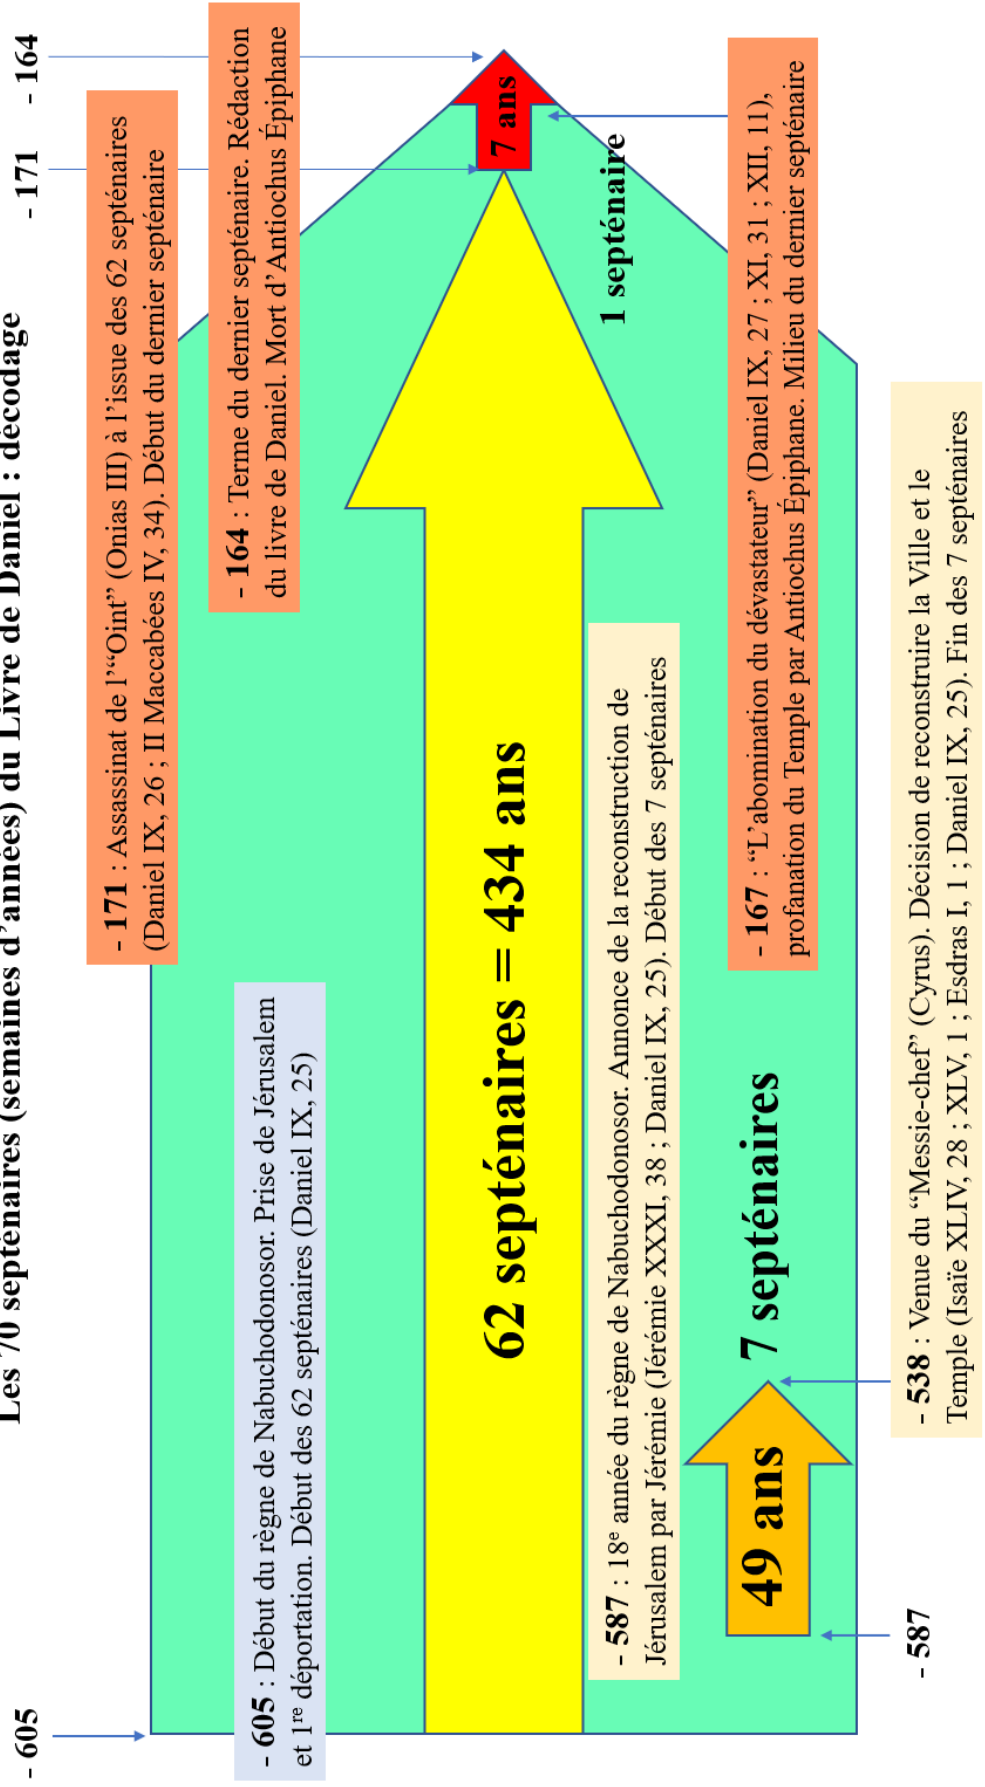 Les 70 septénaires (semaines d'années) du Livre de Daniel : décodage
- 605
- 171
- 164
- 171 : Assassinat de l'“Oint” (Onias III) à l'issue des 62 septénaires
(Daniel IX, 26 ; II Maccabées IV, 34). Début du dernier septénaire
- 164 : Terme du dernier septénaire. Rédaction
du livre de Daniel. Mort d'Antiochus Épiphane
- 605 : Début du règne de Nabuchodonosor. Prise de Jérusalem
et 1re déportation. Début des 62 septénaires (Daniel IX, 25)
62 septénaires = 434 ans
7 ans
1 septénaire
- 587 : 18e année du règne de Nabuchodonosor. Annonce de la reconstruction de
Jérusalem par Jérémie (Jérémie XXXI, 38 ; Daniel IX, 25). Début des 7 septénaires
49 ans
7 septénaires
- 167 : “L'abomination du dévastateur” (Daniel IX, 27 ; XI, 31 ; XII, 11),
profanation du Temple par Antiochus Épiphane. Milieu du dernier septénaire
- 587
- 538 : Venue du “Messie-chef” (Cyrus). Décision de reconstruire la Ville et le
Temple (Isaïe XLIV, 28 ; XLV, 1 ; Esdras I, 1 ; Daniel IX, 25). Fin des 7 septénaires